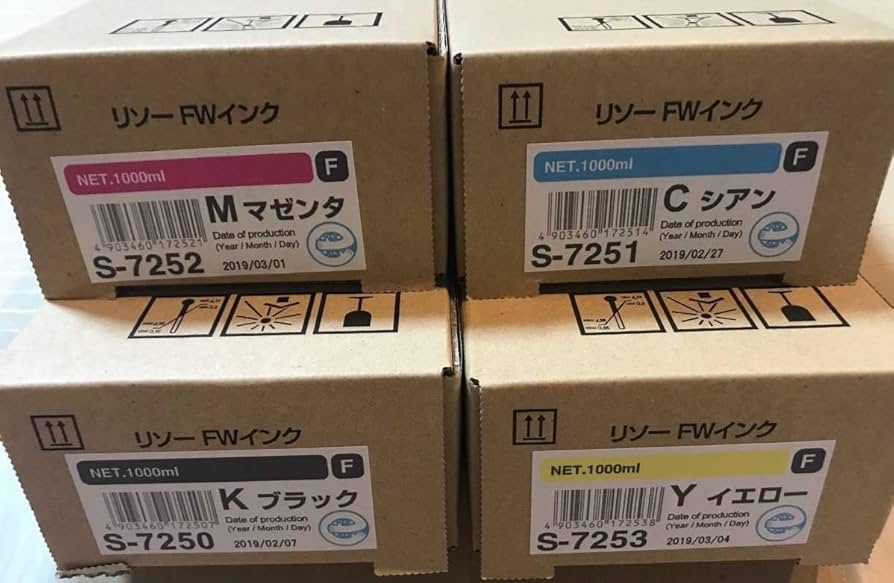 リソー FWインク
NET.1000ml F
M マゼンタ
Date of production
(Year / Month / Day)
4 903460 172521
S-7252 2019/03/01
リソー FWインク
NET.1000ml F
C シアン
Date of production
(Year / Month / Day)
4 903460 172514
S-7251 2019/02/27
リソー FWインク
NET.1000ml F
K ブラック
Date of production
(Year / Month / Day)
4 903460 172507
S-7250 2019/02/07
リソー FWインク
NET.1000ml F
Y イエロー
Date of production
(Year / Month / Day)
4 903460 172538
S-7253 2019/03/04